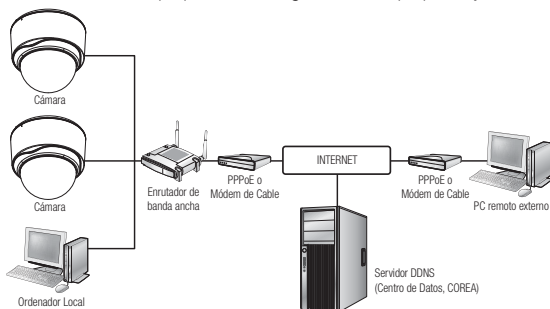 Cámara
Cámara
Ordenador Local
Enrutador de
banda ancha
PPPoE o
Módem de Cable
INTERNET
PPPoE o
Módem de Cable
PC remoto externo
Servidor DDNS
(Centro de Datos, COREA)